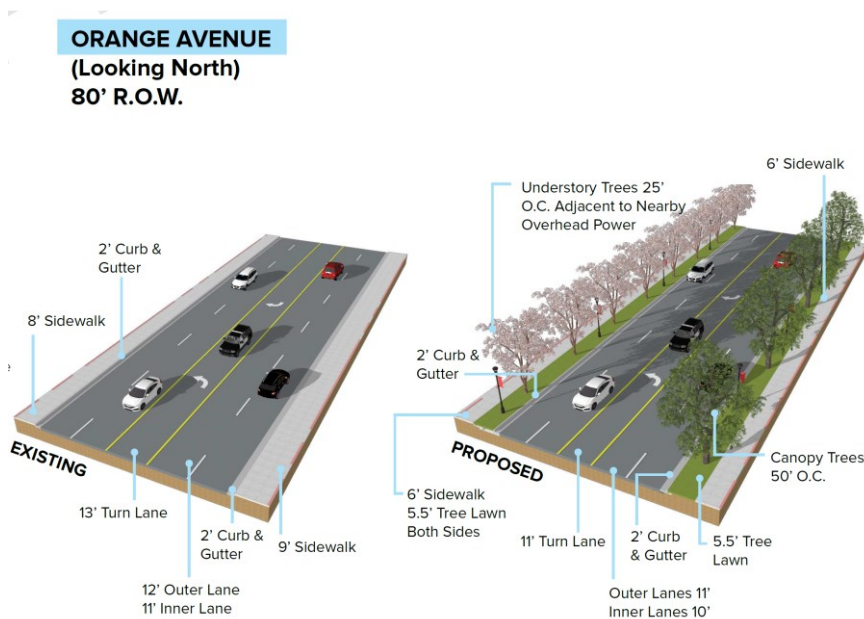 ORANGE AVENUE
(Looking North)
80’ R.O.W.
2’ Curb &
Gutter
8’ Sidewalk
EXISTING
13’ Turn Lane
12’ Outer Lane
11’ Inner Lane
2’ Curb &
Gutter
9’ Sidewalk
Understory Trees 25’
O.C. Adjacent to Nearby
Overhead Power
6’ Sidewalk
2’ Curb &
Gutter
PROPOSED
6’ Sidewalk
5.5’ Tree Lawn
Both Sides
11’ Turn Lane
Outer Lanes 11’
Inner Lanes 10’
2’ Curb
& Gutter
5.5’ Tree
Lawn
Canopy Trees
50’ O.C.